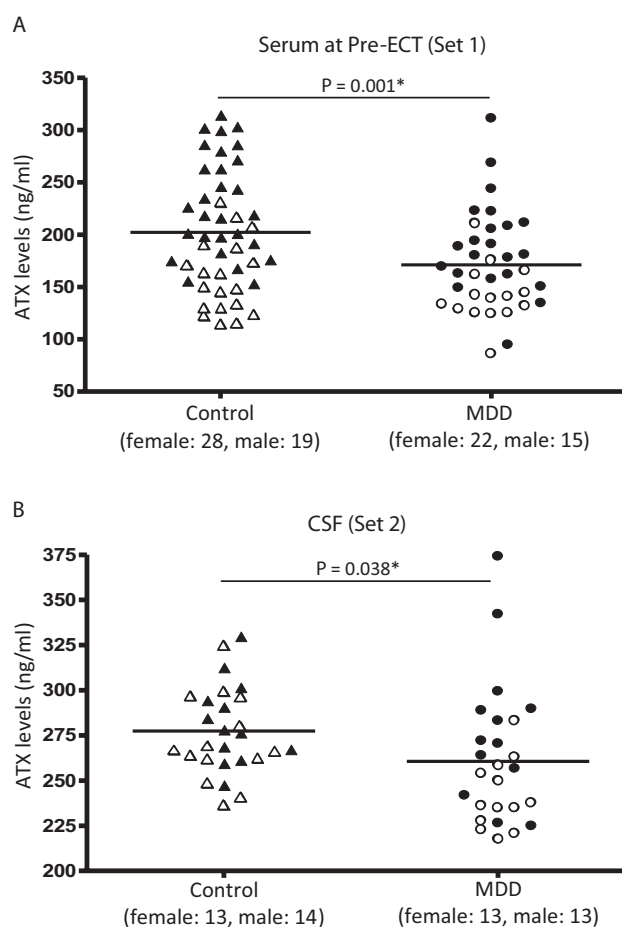 A
Serum at Pre-ECT (Set 1)
P = 0.001*
ATX levels (ng/ml)
350
300
250
200
150
100
50
Control
MDD
(female: 28, male: 19)
(female: 22, male: 15)
B
CSF (Set 2)
P = 0.038*
ATX levels (ng/ml)
375
350
325
300
275
250
225
200
Control
MDD
(female: 13, male: 14)
(female: 13, male: 13)